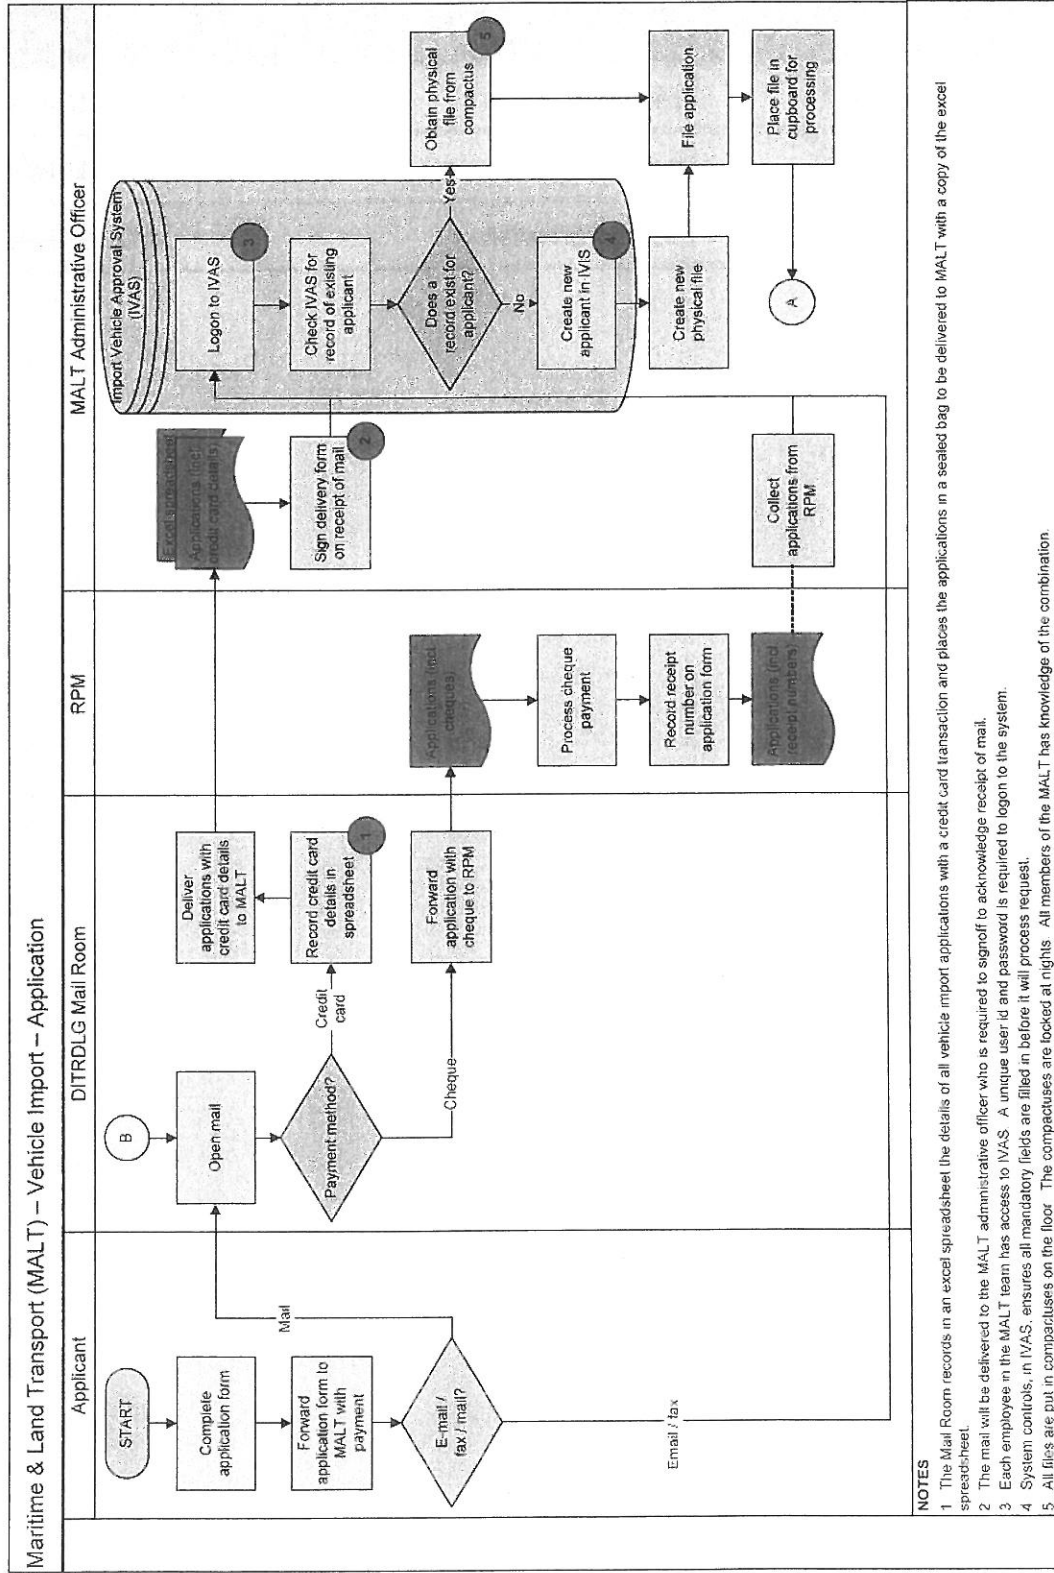 Maritime & Land Transport (MALT) – Vehicle Import – Application
Applicant
DITRDLG Mail Room
RPM
MALT Administrative Officer
START
Complete
application form
Forward
application form to
MALT with
payment
E-mail /
fax / mail?
Mail
Email / fax
B
Open mail
Payment method?
Credit
card
Cheque
Record credit card
details in
spreadsheet
1
Deliver
applications with
credit card details
to MALT
Forward
application with
cheque to RPM
Applications (incl
cheques)
Process cheque
payment
Record receipt
number on
application form
Applications (incl
receipt numbers)
Excel spreadsheet
Applications (incl
credit card details)
Sign delivery form
on receipt of mail
2
Collect
applications from
RPM
Import Vehicle Approval System
(IVAS)
Logon to IVAS
3
Check IVAS for
record of existing
applicant
Does a
record exist for
applicant?
Yes
No
Create new
applicant in IVIS
4
Create new
physical file
Obtain physical
file from
compactus
5
File application
Place file in
cupboard for
processing
A
NOTES
1 The Mail Room records in an excel spreadsheet the details of all vehicle import applications with a credit card transaction and places the applications in a sealed bag to be delivered to MALT with a copy of the excel
spreadsheet.
2 The mail will be delivered to the MALT administrative officer who is required to signoff to acknowledge receipt of mail.
3 Each employee in the MALT team has access to IVAS. A unique user id and password is required to logon to the system.
4 System controls, in IVAS, ensures all mandatory fields are filled in before it will process request.
5 All files are put in compactuses on the floor The compactuses are locked at nights. All members of the MALT has knowledge of the combination.